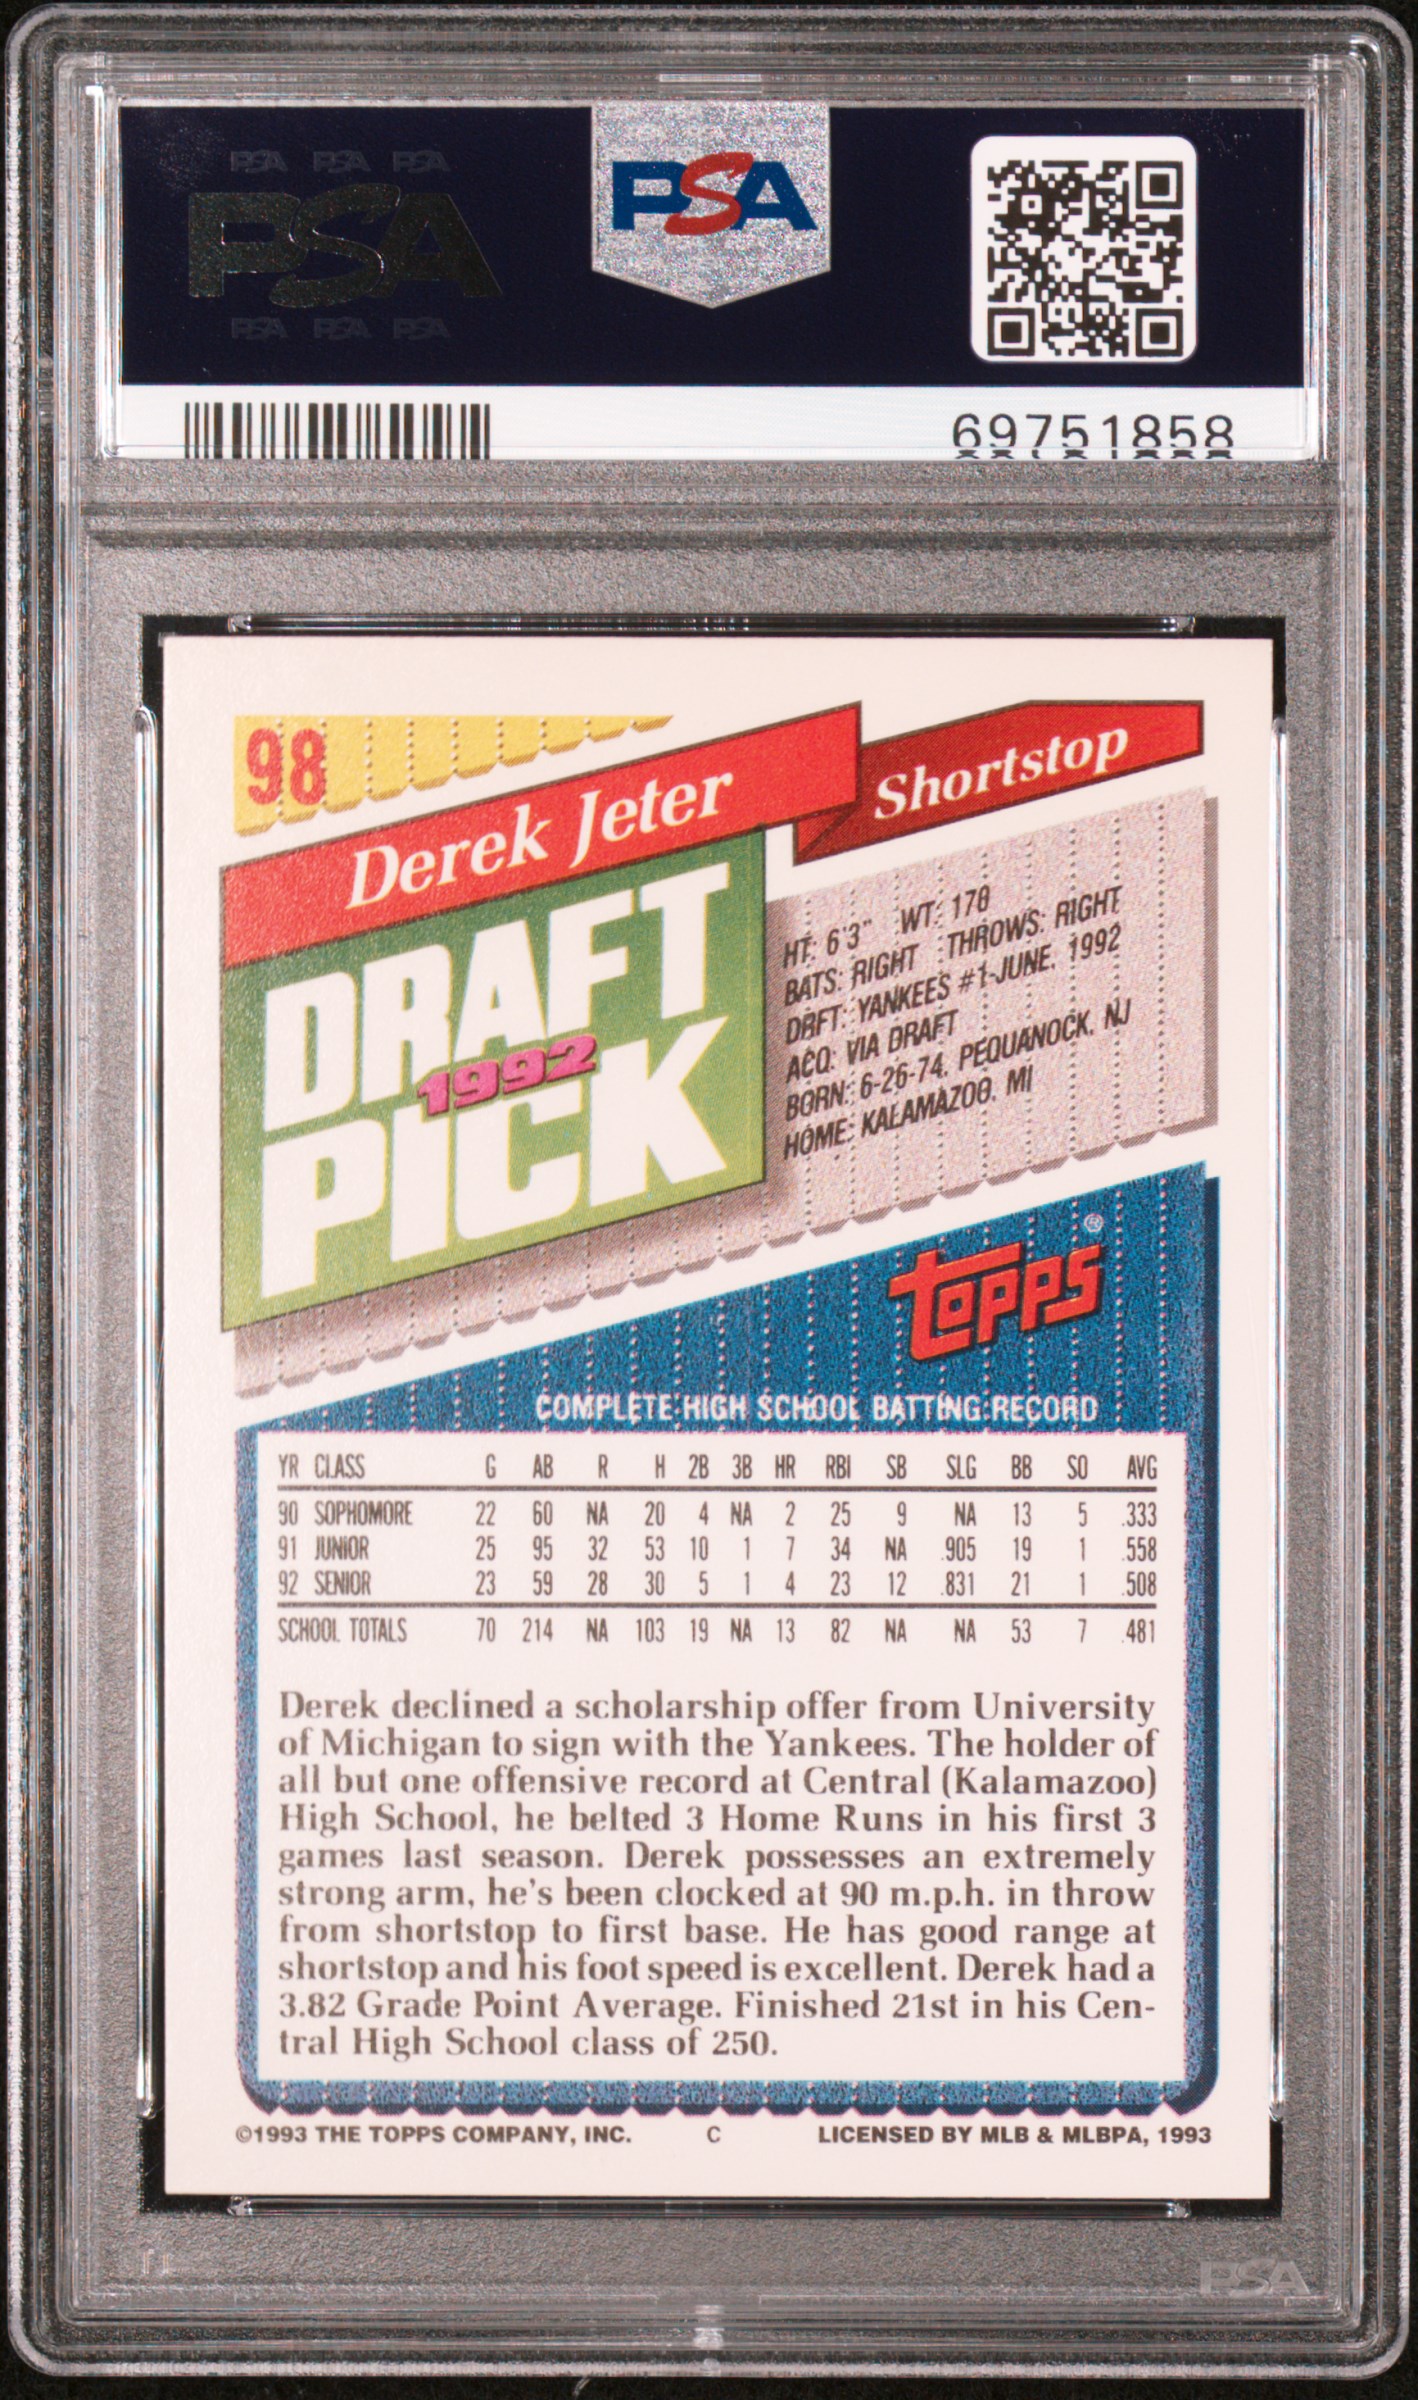 PSA PSA PSA
PSA
PSA PSA PSA
PSA
69751858
98
Derek Jeter
Shortstop
DRAFT
1992
PICK
HT: 6'3" WT: 178
BATS: RIGHT THROWS: RIGHT
DRFT: YANKEES #1-JUNE, 1992
ACQ: VIA DRAFT
BORN: 6-26-74, PEQUANOCK, NJ
HOME: KALAMAZOO, MI
TOPPS®
COMPLETE HIGH SCHOOL BATTING RECORD
YR CLASS G AB R H 2B 3B HR RBI SB SLG BB SO AVG
90 SOPHOMORE 22 60 NA 20 4 NA 2 25 9 NA 13 5 .333
91 JUNIOR 25 95 32 53 10 1 7 34 NA .905 19 1 .558
92 SENIOR 23 59 28 30 5 1 4 23 12 .831 21 1 .508
SCHOOL TOTALS 70 214 NA 103 19 NA 13 82 NA NA 53 7 .481
Derek declined a scholarship offer from University
of Michigan to sign with the Yankees. The holder of
all but one offensive record at Central (Kalamazoo)
High School, he belted 3 Home Runs in his first 3
games last season. Derek possesses an extremely
strong arm, he's been clocked at 90 m.p.h. in throw
from shortstop to first base. He has good range at
shortstop and his foot speed is excellent. Derek had a
3.82 Grade Point Average. Finished 21st in his Cen-
tral High School class of 250.
©1993 THE TOPPS COMPANY, INC. C LICENSED BY MLB & MLBPA, 1993
PSA